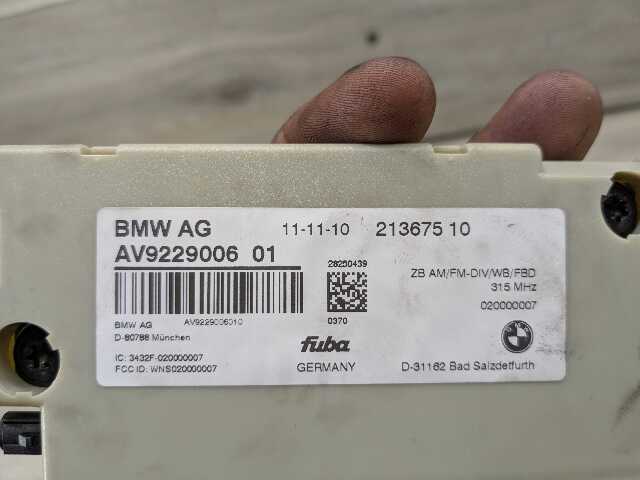 BMW AG 11-11-10 213675 10
AV9229006 01
28250439
ZB AM/FM-DIV/WB/FBD
315 MHz
020000007
AV9229006010
0370
BMW AG
D-80788 München
fuba
IC: 3432F-020000007
FCC ID: WNS020000007
GERMANY
D-31162 Bad Salzdetfurth